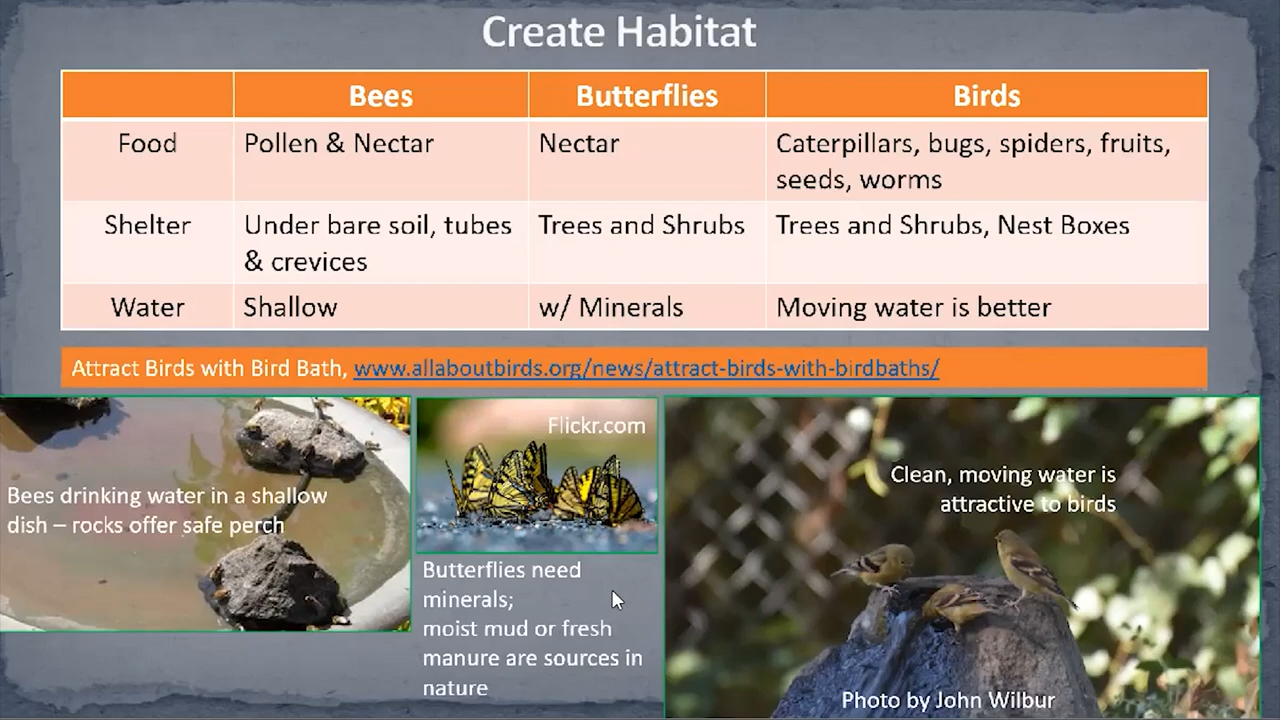 Create Habitat
Bees Butterflies Birds
Food Pollen & Nectar Nectar Caterpillars, bugs, spiders, fruits,
seeds, worms
Shelter Under bare soil, tubes Trees and Shrubs Trees and Shrubs, Nest Boxes
& crevices
Water Shallow w/ Minerals Moving water is better
Attract Birds with Bird Bath, www.allaboutbirds.org/news/attract-birds-with-birdbaths/
Bees drinking water in a shallow
dish – rocks offer safe perch
Flickr.com
Butterflies need
minerals;
moist mud or fresh
manure are sources in
nature
Clean, moving water is
attractive to birds
Photo by John Wilbur